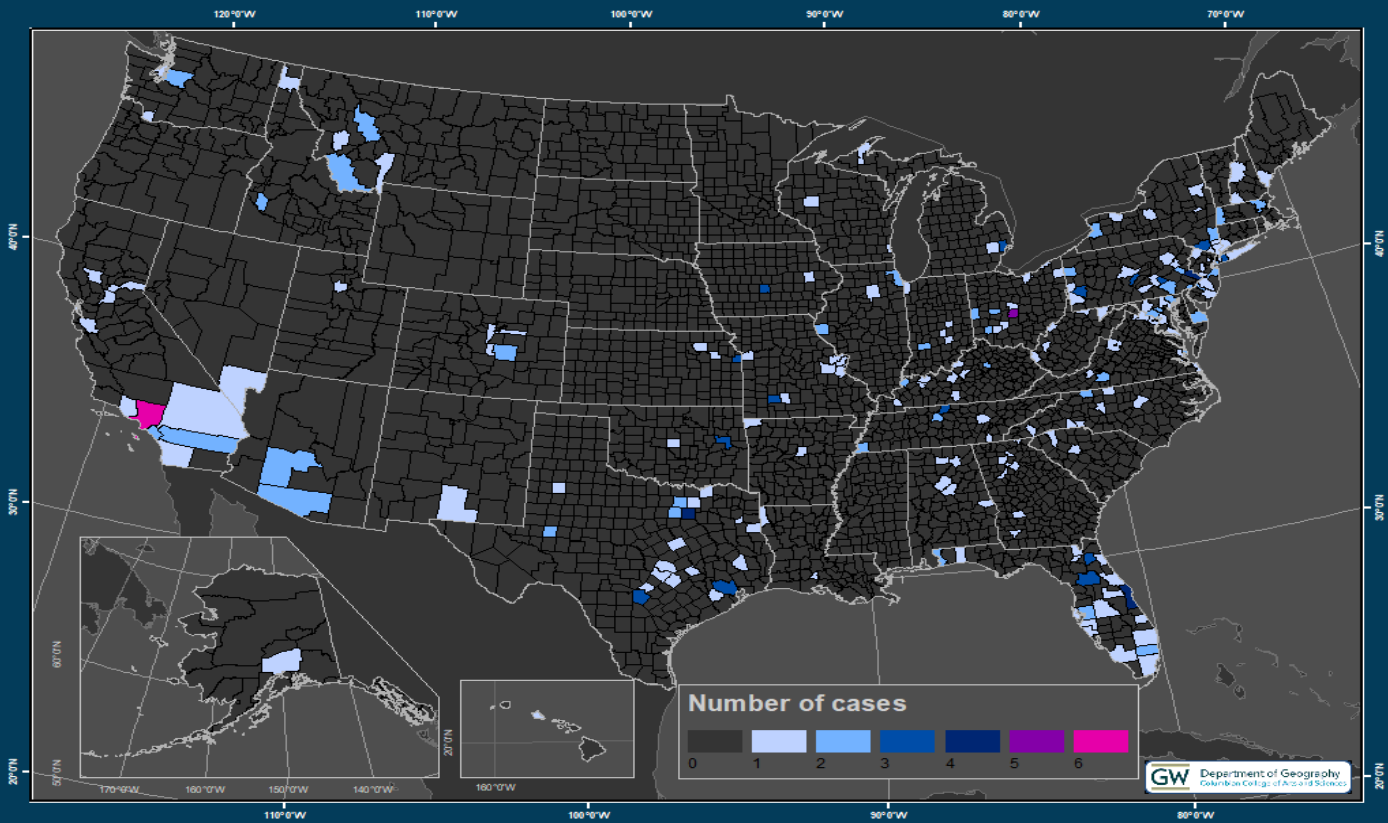 120°0'W 110°0'W 100°0'W 90°0'W 80°0'W 70°0'W
40°0'N 40°0'N
30°0'N 30°0'N
60°0'N
20°0'N 50°0'N 20°0'N 20°0'N
170°0'W 160°0'W 150°0'W 140°0'W 160°0'W
Number of cases
0 1 2 3 4 5 6
GW Department of Geography
Columbian College of Arts and Sciences
110°0'W 100°0'W 90°0'W 80°0'W